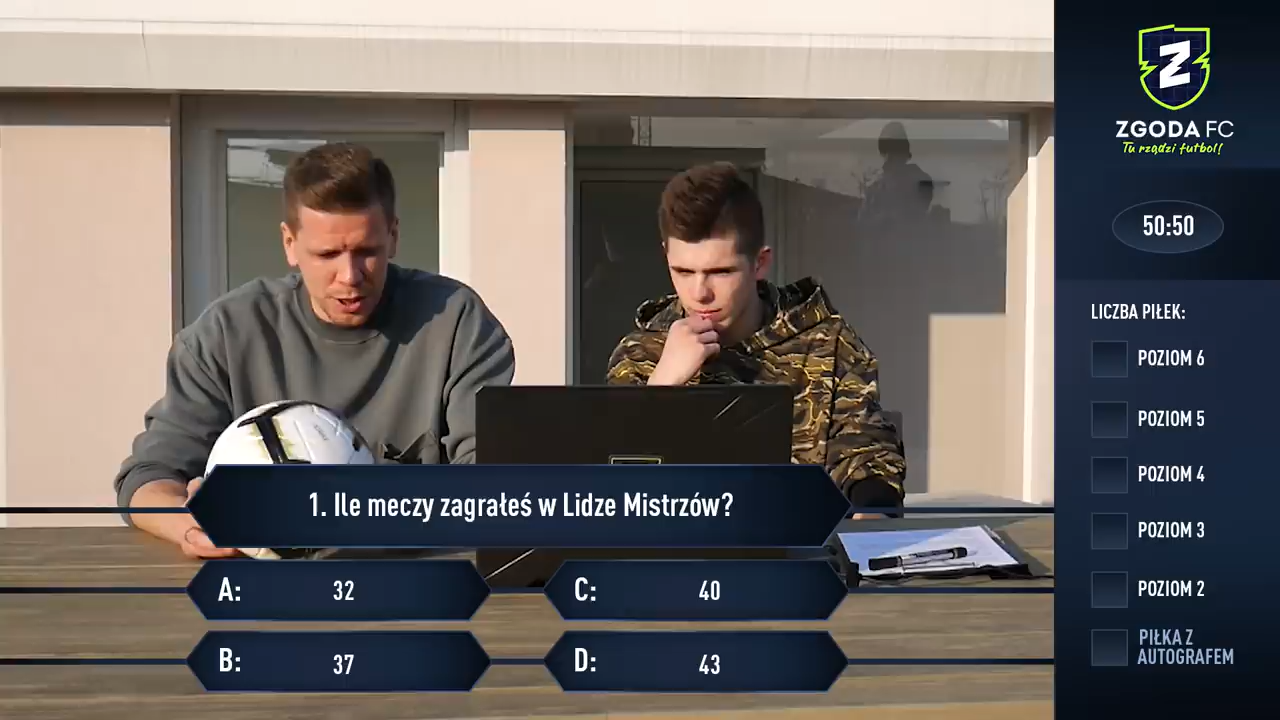 Z
ZGODA FC
Tu rządzi futbol!
50:50
LICZBA PIŁEK:
POZIOM 6
POZIOM 5
POZIOM 4
POZIOM 3
POZIOM 2
PIŁKA Z
AUTOGRAFEM
1. Ile meczy zagrałeś w Lidze Mistrzów?
A: 32
C: 40
B: 37
D: 43